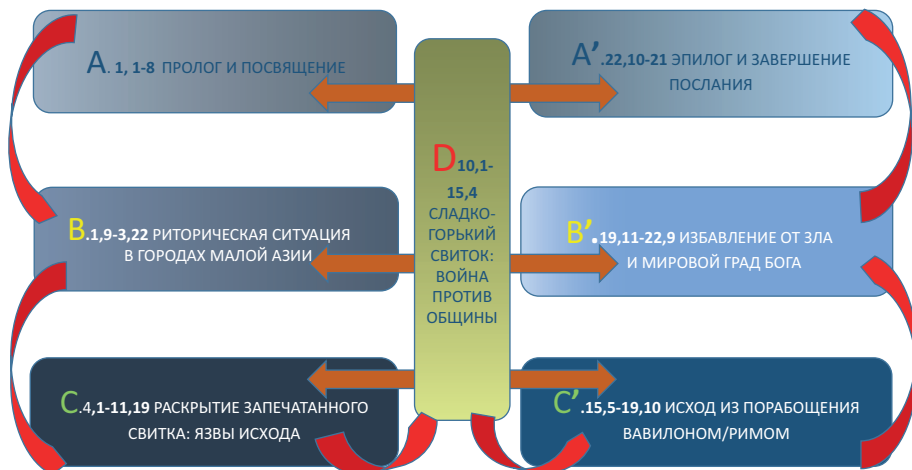 A. 1, 1-8 ПРОЛОГ И ПОСВЯЩЕНИЕ
A’.22,10-21 ЭПИЛОГ И ЗАВЕРШЕНИЕ
ПОСЛАНИЯ
D10,1-
15,4
СЛАДКО-
ГОРЬКИЙ
СВИТОК:
ВОЙНА
ПРОТИВ
ОБЩИНЫ
B.1,9-3,22 РИТОРИЧЕСКАЯ СИТУАЦИЯ
В ГОРОДАХ МАЛОЙ АЗИИ
B’.19,11-22,9 ИЗБАВЛЕНИЕ ОТ ЗЛА
И МИРОВОЙ ГРАД БОГА
C.4,1-11,19 РАСКРЫТИЕ ЗАПЕЧАТАННОГО
СВИТКА: ЯЗВЫ ИСХОДА
C’.15,5-19,10 ИСХОД ИЗ ПОРАБОЩЕНИЯ
ВАВИЛОНОМ/РИМОМ